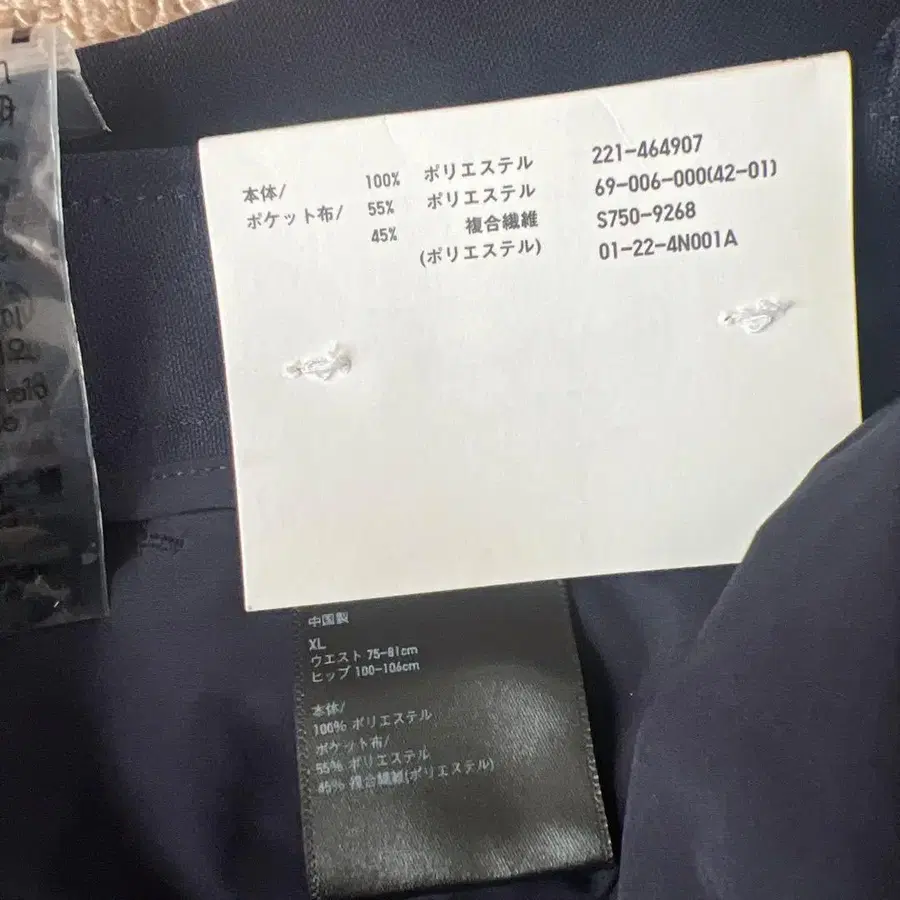 本体/ 100% ポリエステル 221-464907
ポケット布/ 55% ポリエステル 69-006-000(42-01)
45% 複合繊維 S750-9268
(ポリエステル) 01-22-4N001A
中国製
XL
ウエスト 75-81cm
ヒップ 100-106cm
本体/
100% ポリエステル
ポケット布/
55% ポリエステル
45% 複合繊維(ポリエステル)